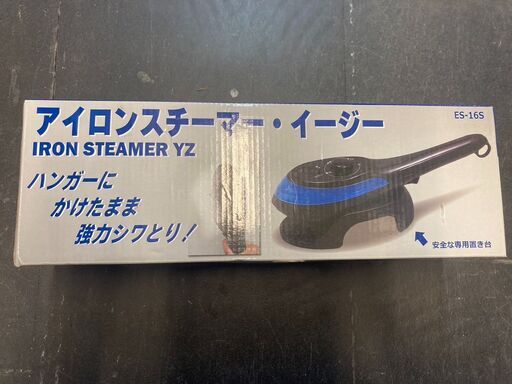 アイロンスチーマー・イージー
IRON STEAMER YZ
ES-16S
ハンガーに
かけたまま
強力シワとり!
安全な専用置き台